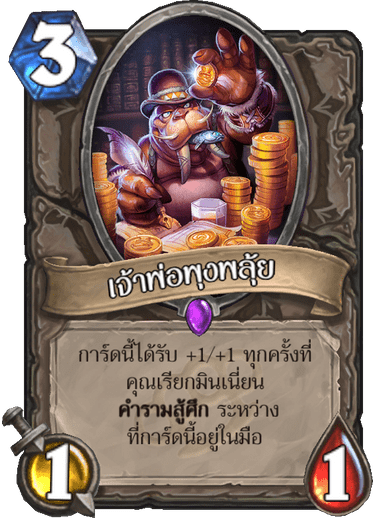 3
เจ้าพ่อพุงพลุ้ย
การ์ดนี้ได้รับ +1/+1 ทุกครั้งที่
คุณเรียกมินเนี่ยน
คำรามสู้ศึก ระหว่าง
ที่การ์ดนี้อยู่ในมือ
1 1